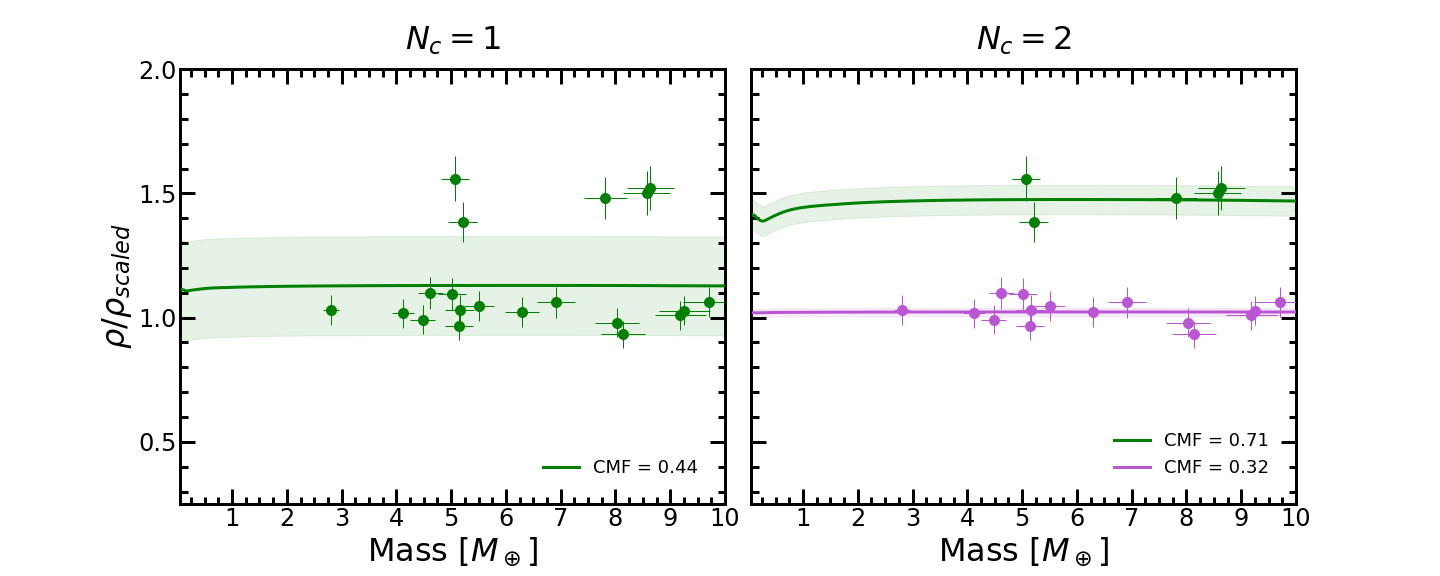 N_c = 1
N_c = 2
2.0
1.5
1.0
0.5
ρ/ρ_scaled
CMF = 0.44
CMF = 0.71
CMF = 0.32
1 2 3 4 5 6 7 8 9 10
1 2 3 4 5 6 7 8 9 10
Mass [M_⊕]
Mass [M_⊕]